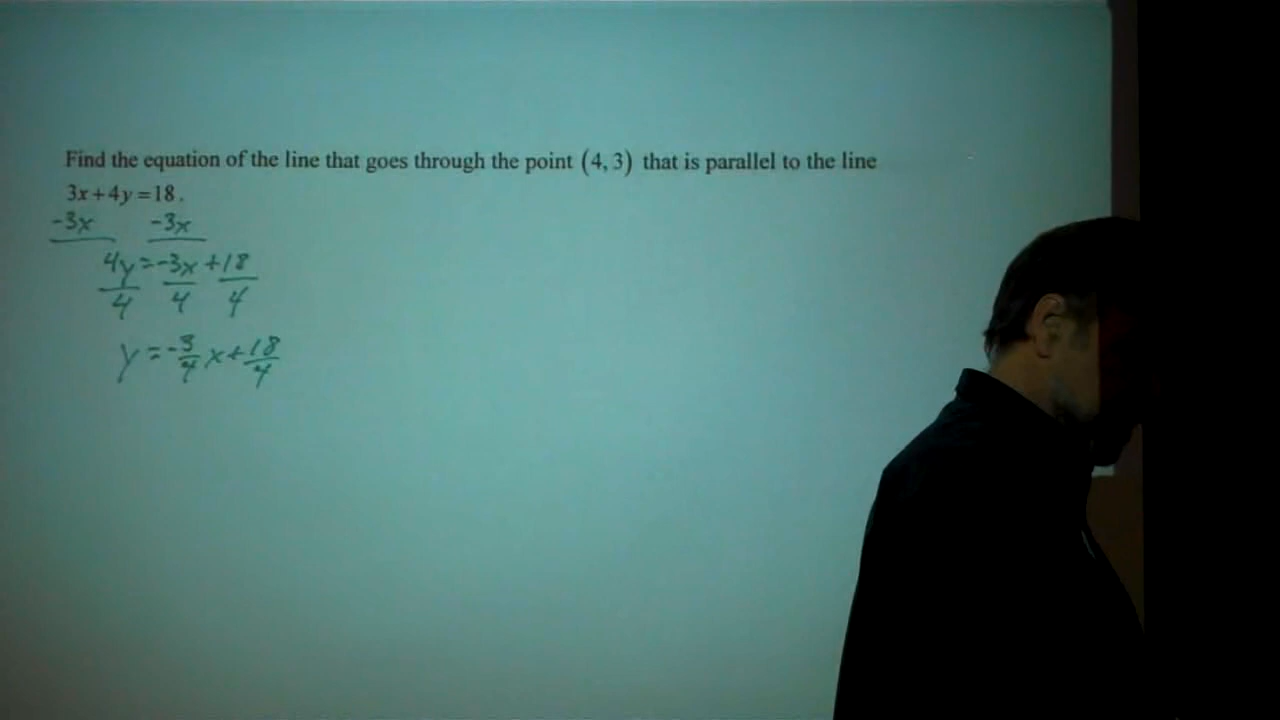 Find the equation of the line that goes through the point (4, 3) that is parallel to the line
3x + 4y = 18.
-3x -3x
4y = -3x + 18
4 4 4
y = -3/4 x + 18/4